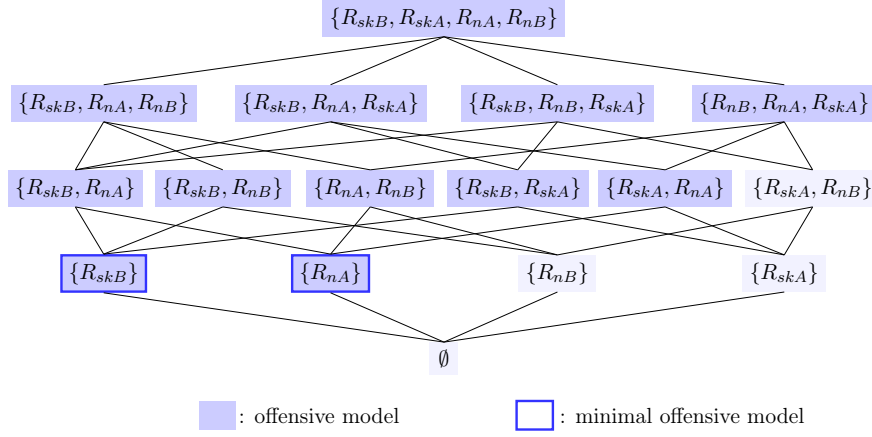 {R_skB, R_skA, R_nA, R_nB}
{R_skB, R_nA, R_nB} {R_skB, R_nA, R_skA} {R_skB, R_nB, R_skA} {R_nB, R_nA, R_skA}
{R_skB, R_nA} {R_skB, R_nB} {R_nA, R_nB} {R_skB, R_skA} {R_skA, R_nA} {R_skA, R_nB}
{R_skB} {R_nA} {R_nB} {R_skA}
∅
: offensive model : minimal offensive model